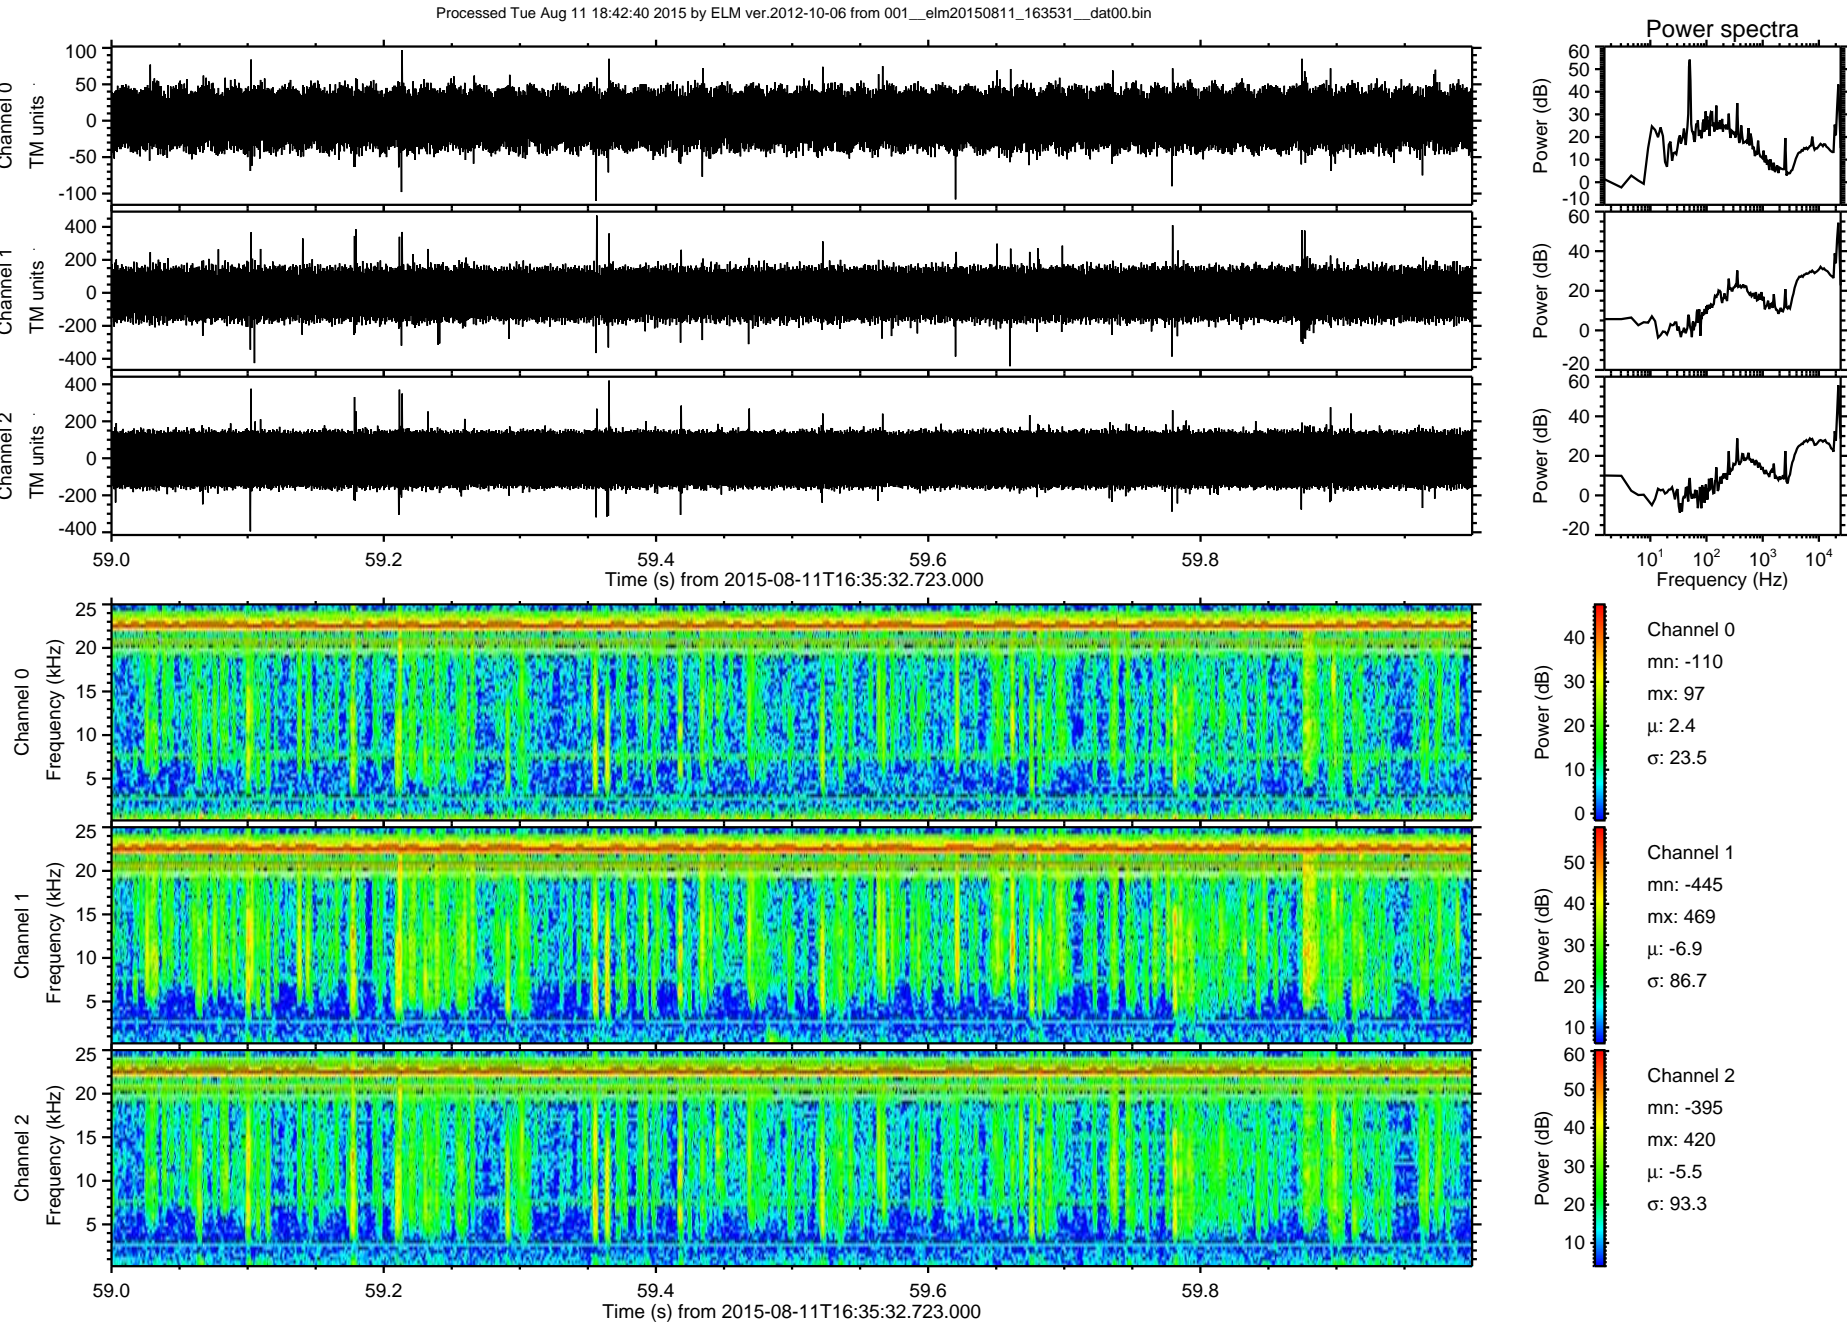 Processed Tue Aug 11 18:42:40 2015 by ELM ver.2012-10-06 from 001__elm20150811_163531__dat00.bin
Power spectra
Channel 0
TM units
100
50
0
-50
-100
Power (dB)
60
50
40
30
20
10
0
-10
Channel 1
TM units
400
200
0
-200
-400
Power (dB)
60
40
20
0
-20
Channel 2
TM units
400
200
0
-200
-400
Power (dB)
60
40
20
0
-20
59.0 59.2 59.4 59.6 59.8
Time (s) from 2015-08-11T16:35:32.723.000
10^1 10^2 10^3 10^4
Frequency (Hz)
Channel 0
Frequency (kHz)
25
20
15
10
5
Power (dB)
40
30
20
10
0
Channel 0
mn: -110
mx: 97
μ: 2.4
σ: 23.5
Channel 1
Frequency (kHz)
25
20
15
10
5
Power (dB)
50
40
30
20
10
Channel 1
mn: -445
mx: 469
μ: -6.9
σ: 86.7
Channel 2
Frequency (kHz)
25
20
15
10
5
Power (dB)
60
50
40
30
20
10
Channel 2
mn: -395
mx: 420
μ: -5.5
σ: 93.3
59.0 59.2 59.4 59.6 59.8
Time (s) from 2015-08-11T16:35:32.723.000